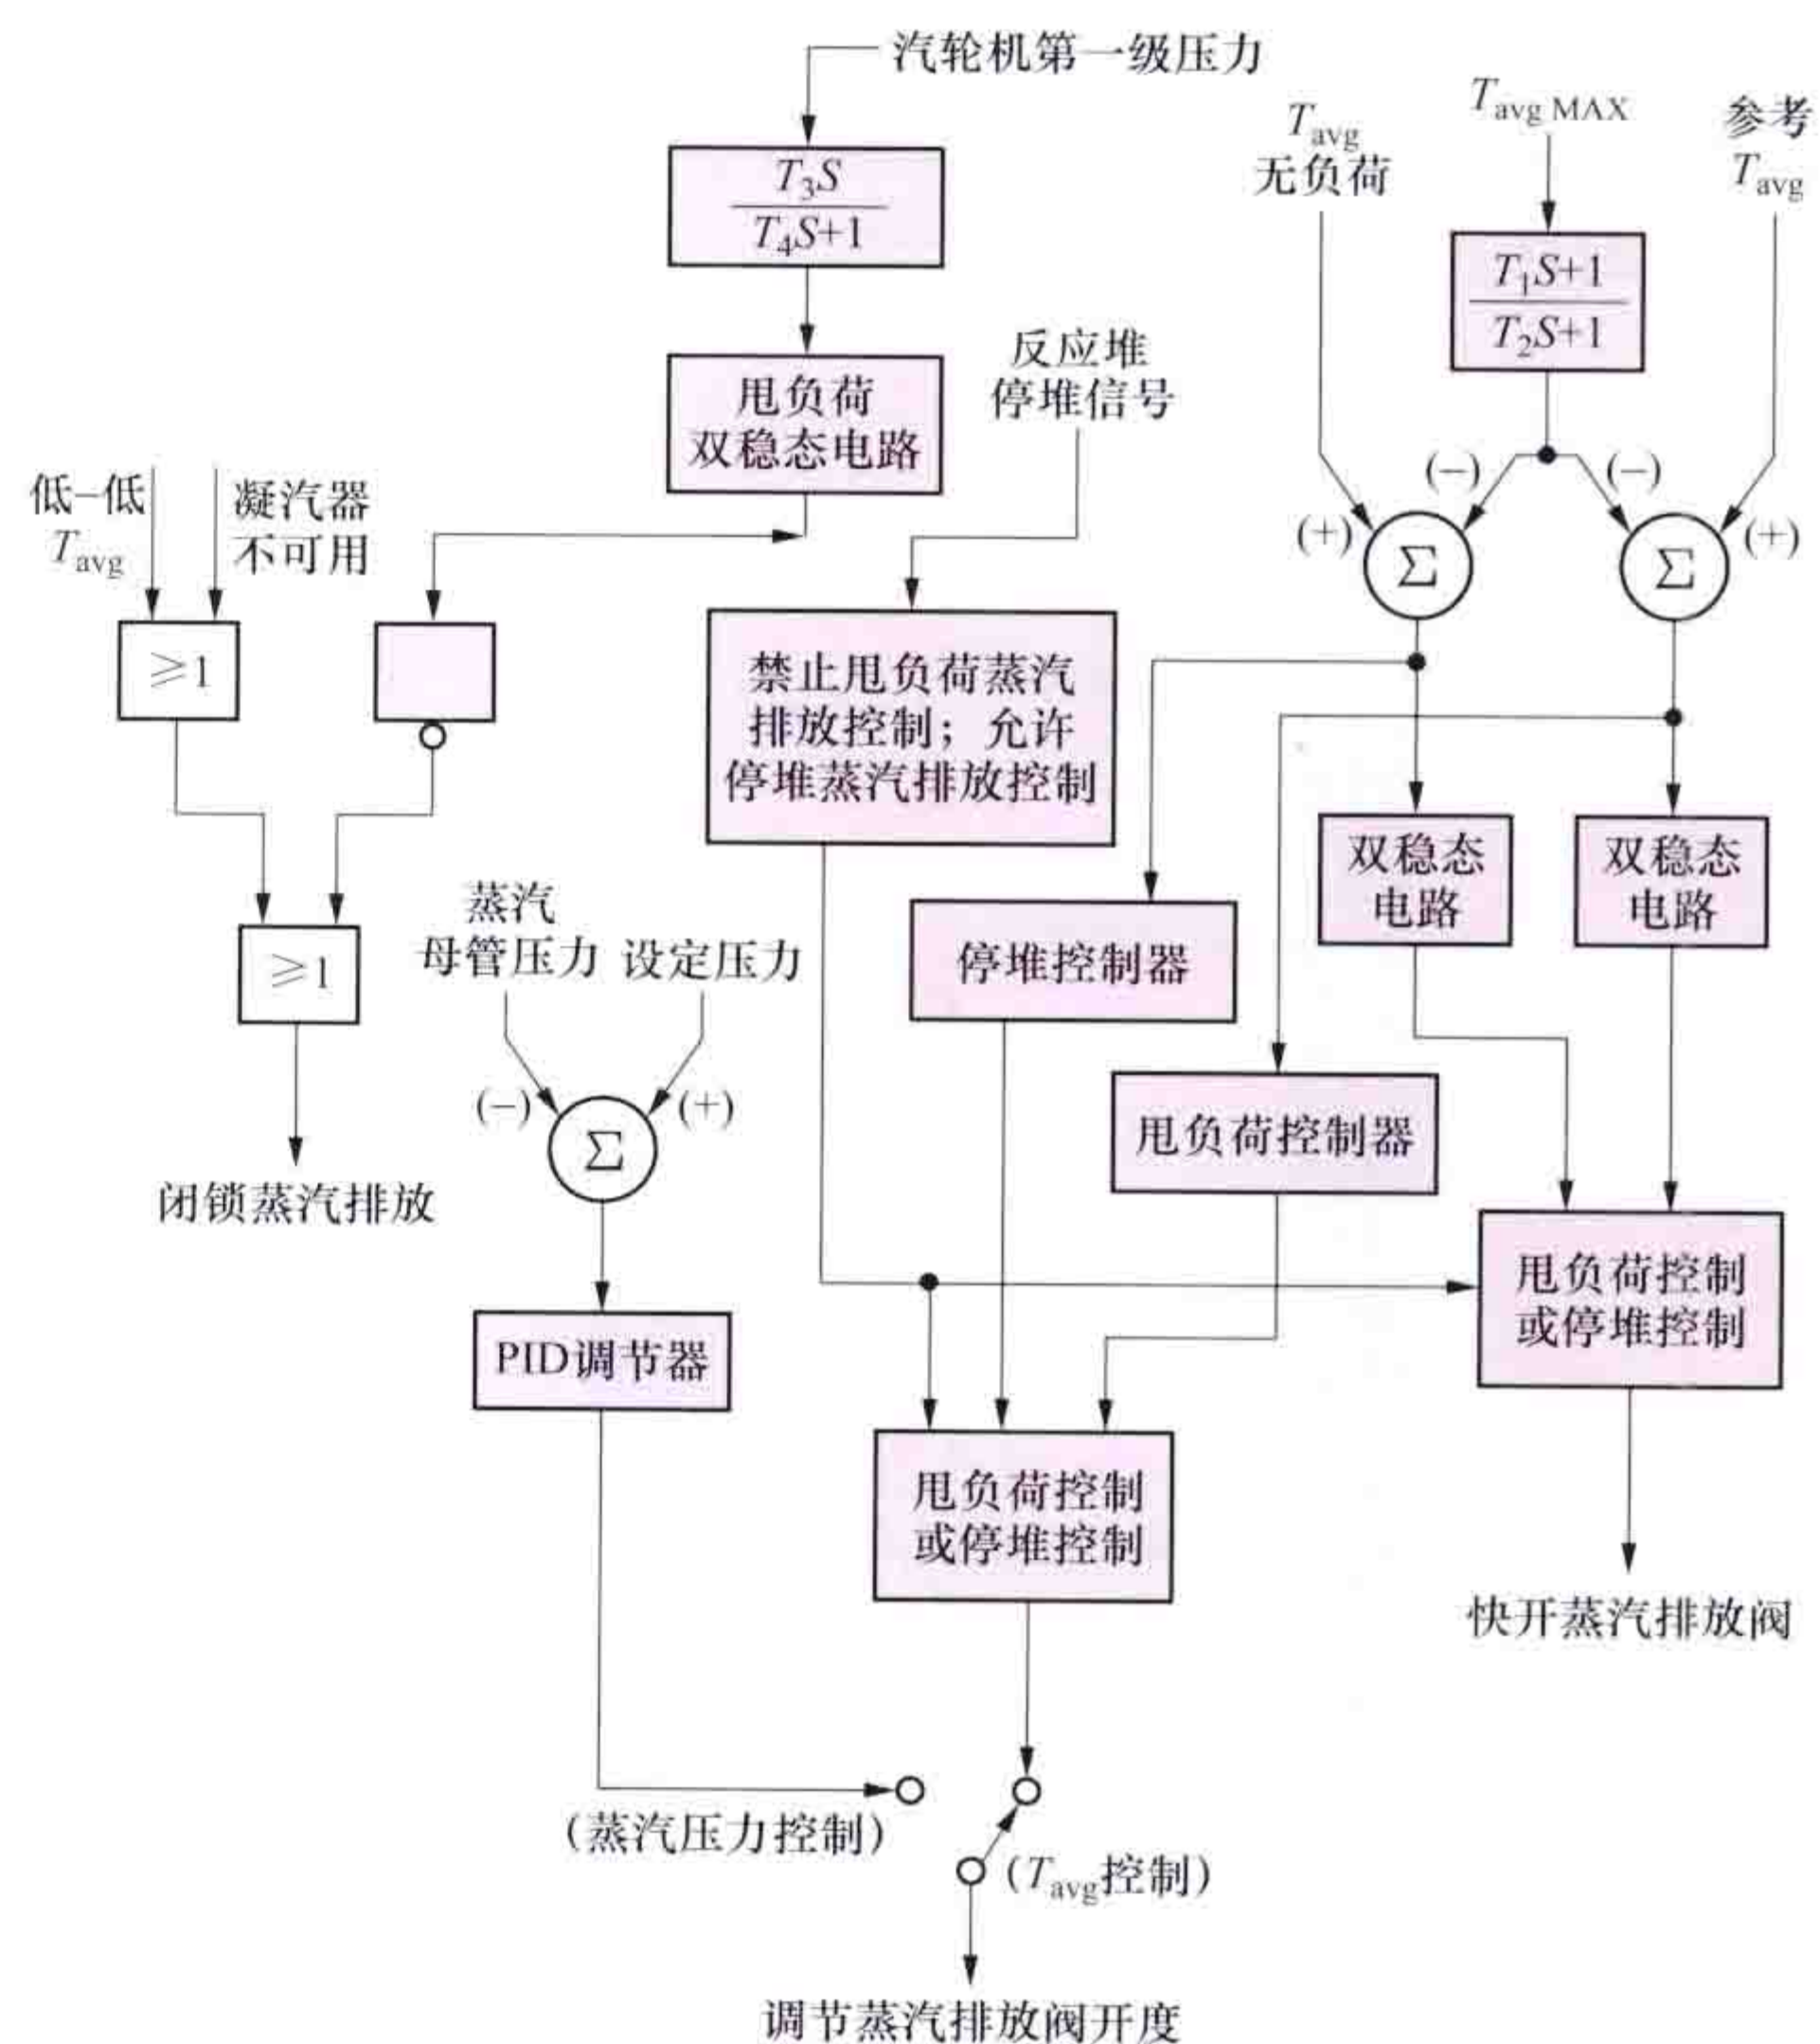 汽轮机第一级压力
T₃S
T₄S+1
甩负荷
双稳态电路
反应堆
停堆信号
Tavg
无负荷
Tavg MAX
参考
Tavg
T₁S+1
T₂S+1
(−)
(−)
(+)
(+)
Σ
Σ
低-低
Tavg
凝汽器
不可用
≥1
禁止甩负荷蒸汽
排放控制；允许
停堆蒸汽排放控制
双稳态
电路
双稳态
电路
≥1
蒸汽
母管压力
设定压力
停堆控制器
(−)
(+)
Σ
甩负荷控制器
闭锁蒸汽排放
PID调节器
甩负荷控制
或停堆控制
甩负荷控制
或停堆控制
快开蒸汽排放阀
(蒸汽压力控制)
(Tavg控制)
调节蒸汽排放阀开度